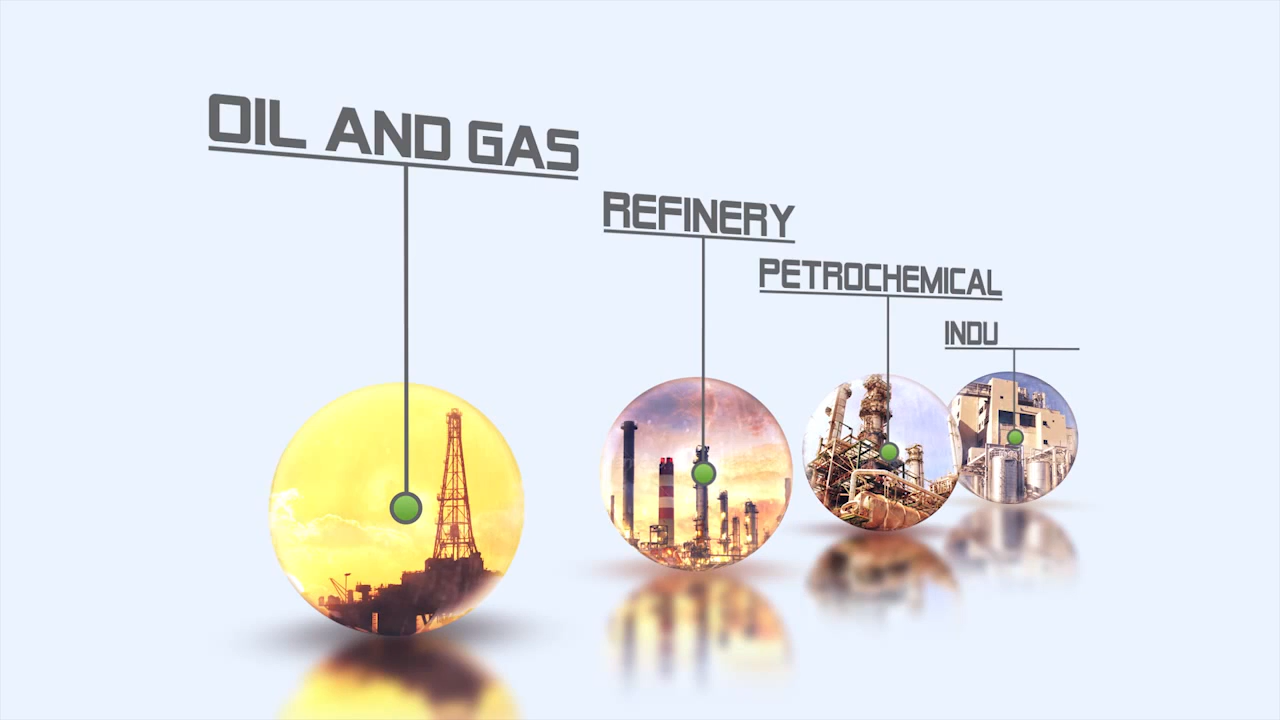 OIL AND GAS
REFINERY
PETROCHEMICAL
INDU